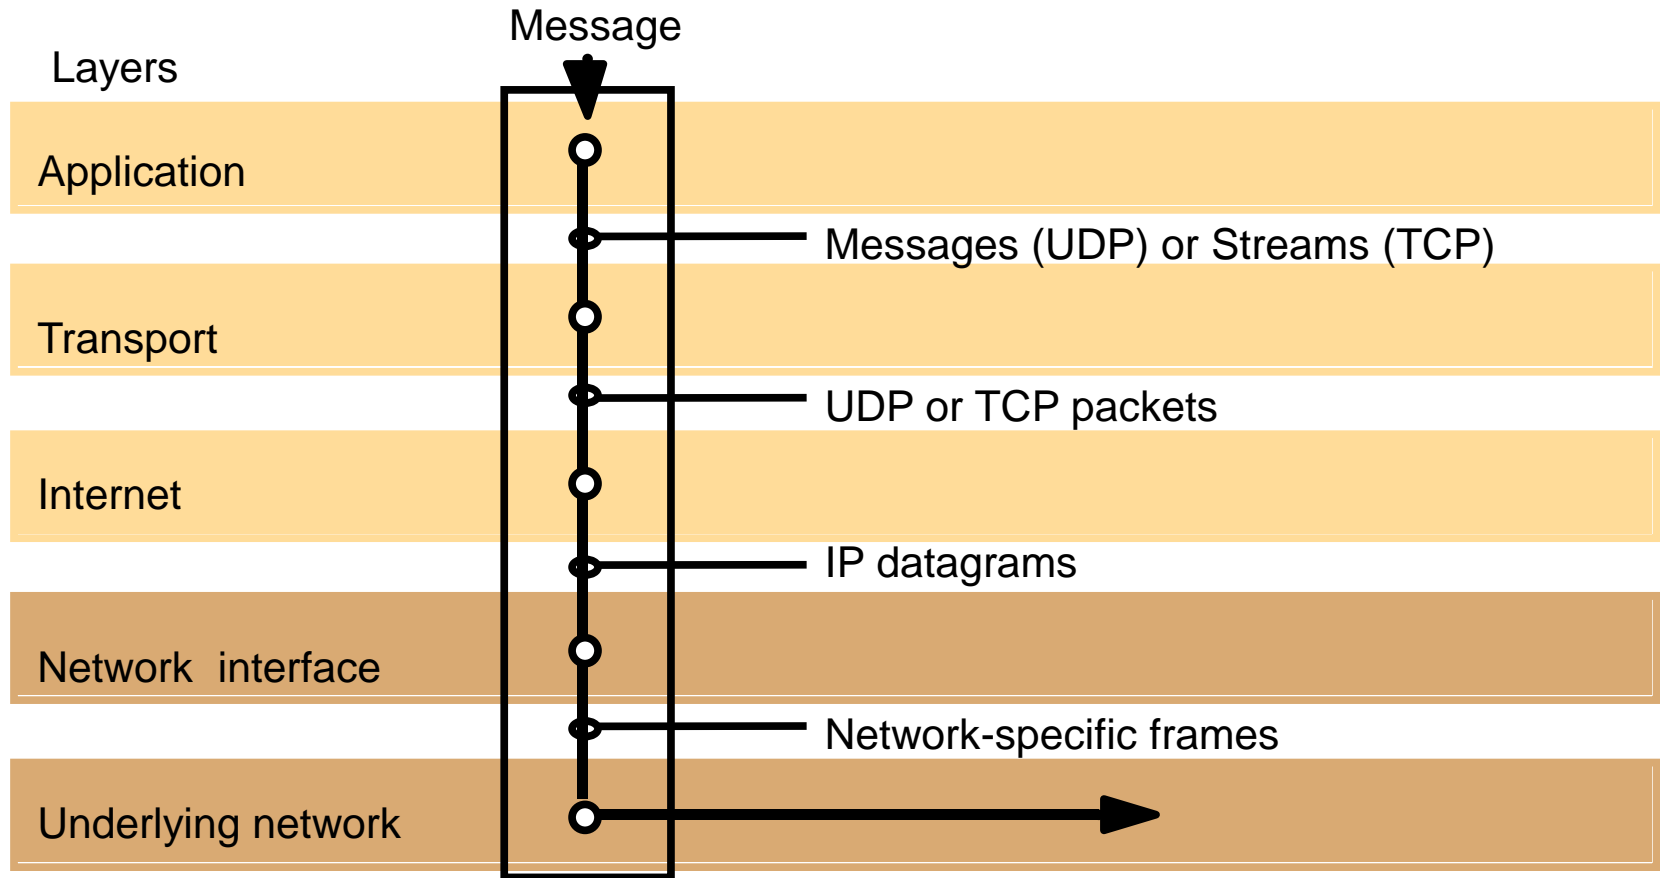 Message
Layers
Application
Messages (UDP) or Streams (TCP)
Transport
UDP or TCP packets
Internet
IP datagrams
Network interface
Network-specific frames
Underlying network